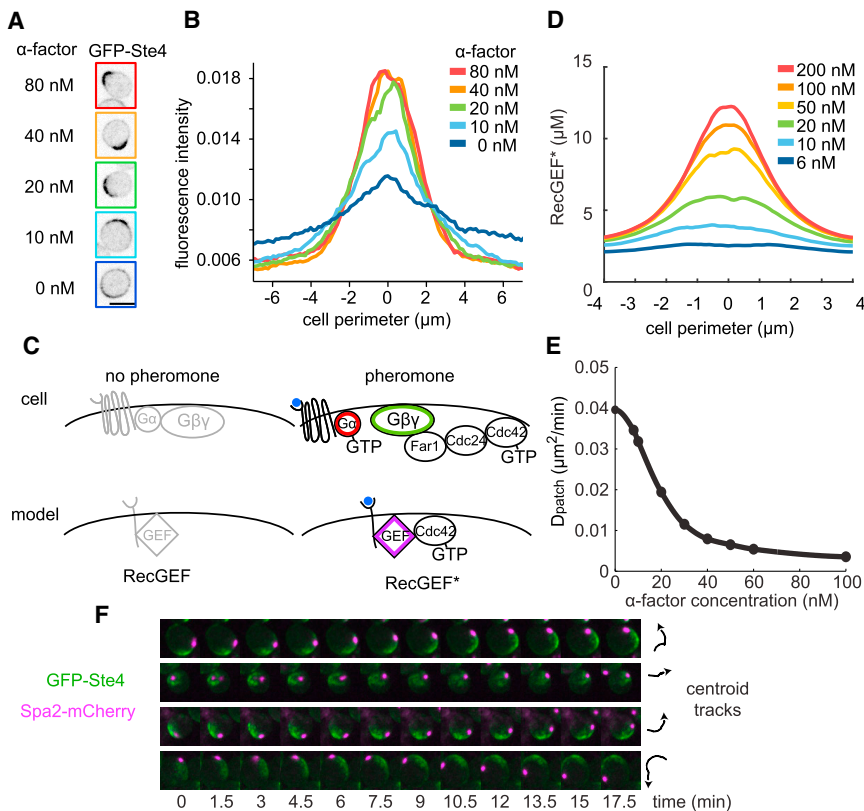 A
α-factor GFP-Ste4
80 nM
40 nM
20 nM
10 nM
0 nM
B
fluorescence intensity
0.018
0.014
0.010
0.006
-6 -4 -2 0 2 4 6
cell perimeter (µm)
α-factor
80 nM
40 nM
20 nM
10 nM
0 nM
D
RecGEF* (µM)
15
10
5
0
-4 -3 -2 -1 0 1 2 3 4
cell perimeter (µm)
200 nM
100 nM
50 nM
20 nM
10 nM
6 nM
C
no pheromone pheromone
cell
Gα Gβγ
Gα GTP Gβγ Far1 Cdc24 Cdc42 GTP
model
GEF
RecGEF
GEF Cdc42 GTP
RecGEF*
E
Dpatch (µm²/min)
0.05
0.04
0.03
0.02
0.01
0
0 20 40 60 80 100
α-factor concentration (nM)
F
GFP-Ste4
Spa2-mCherry
centroid
tracks
0 1.5 3 4.5 6 7.5 9 10.5 12 13.5 15 17.5 time (min)